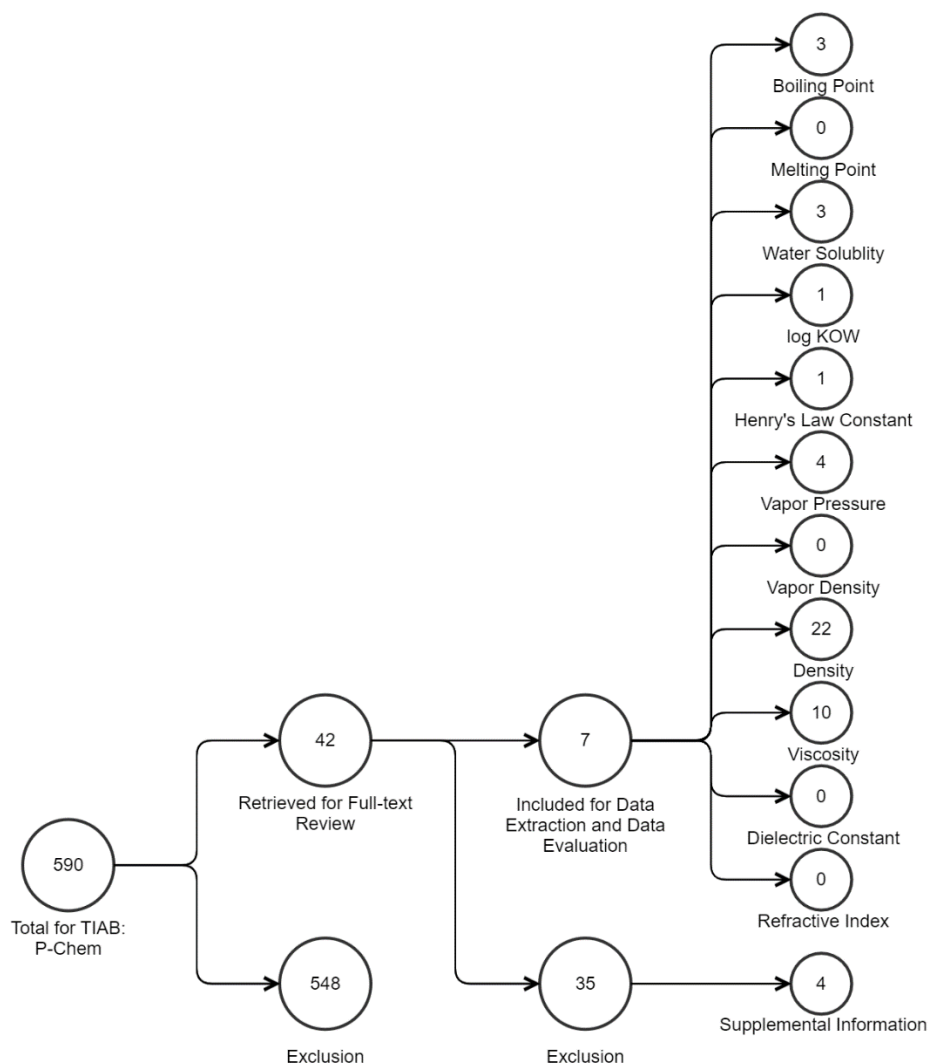 3
Boiling Point
0
Melting Point
3
Water Solublity
1
log KOW
1
Henry's Law Constant
4
Vapor Pressure
0
Vapor Density
22
Density
10
Viscosity
0
Dielectric Constant
0
Refractive Index
42
Retrieved for Full-text
Review
7
Included for Data
Extraction and Data
Evaluation
590
Total for TIAB:
P-Chem
548
Exclusion
35
Exclusion
4
Supplemental Information